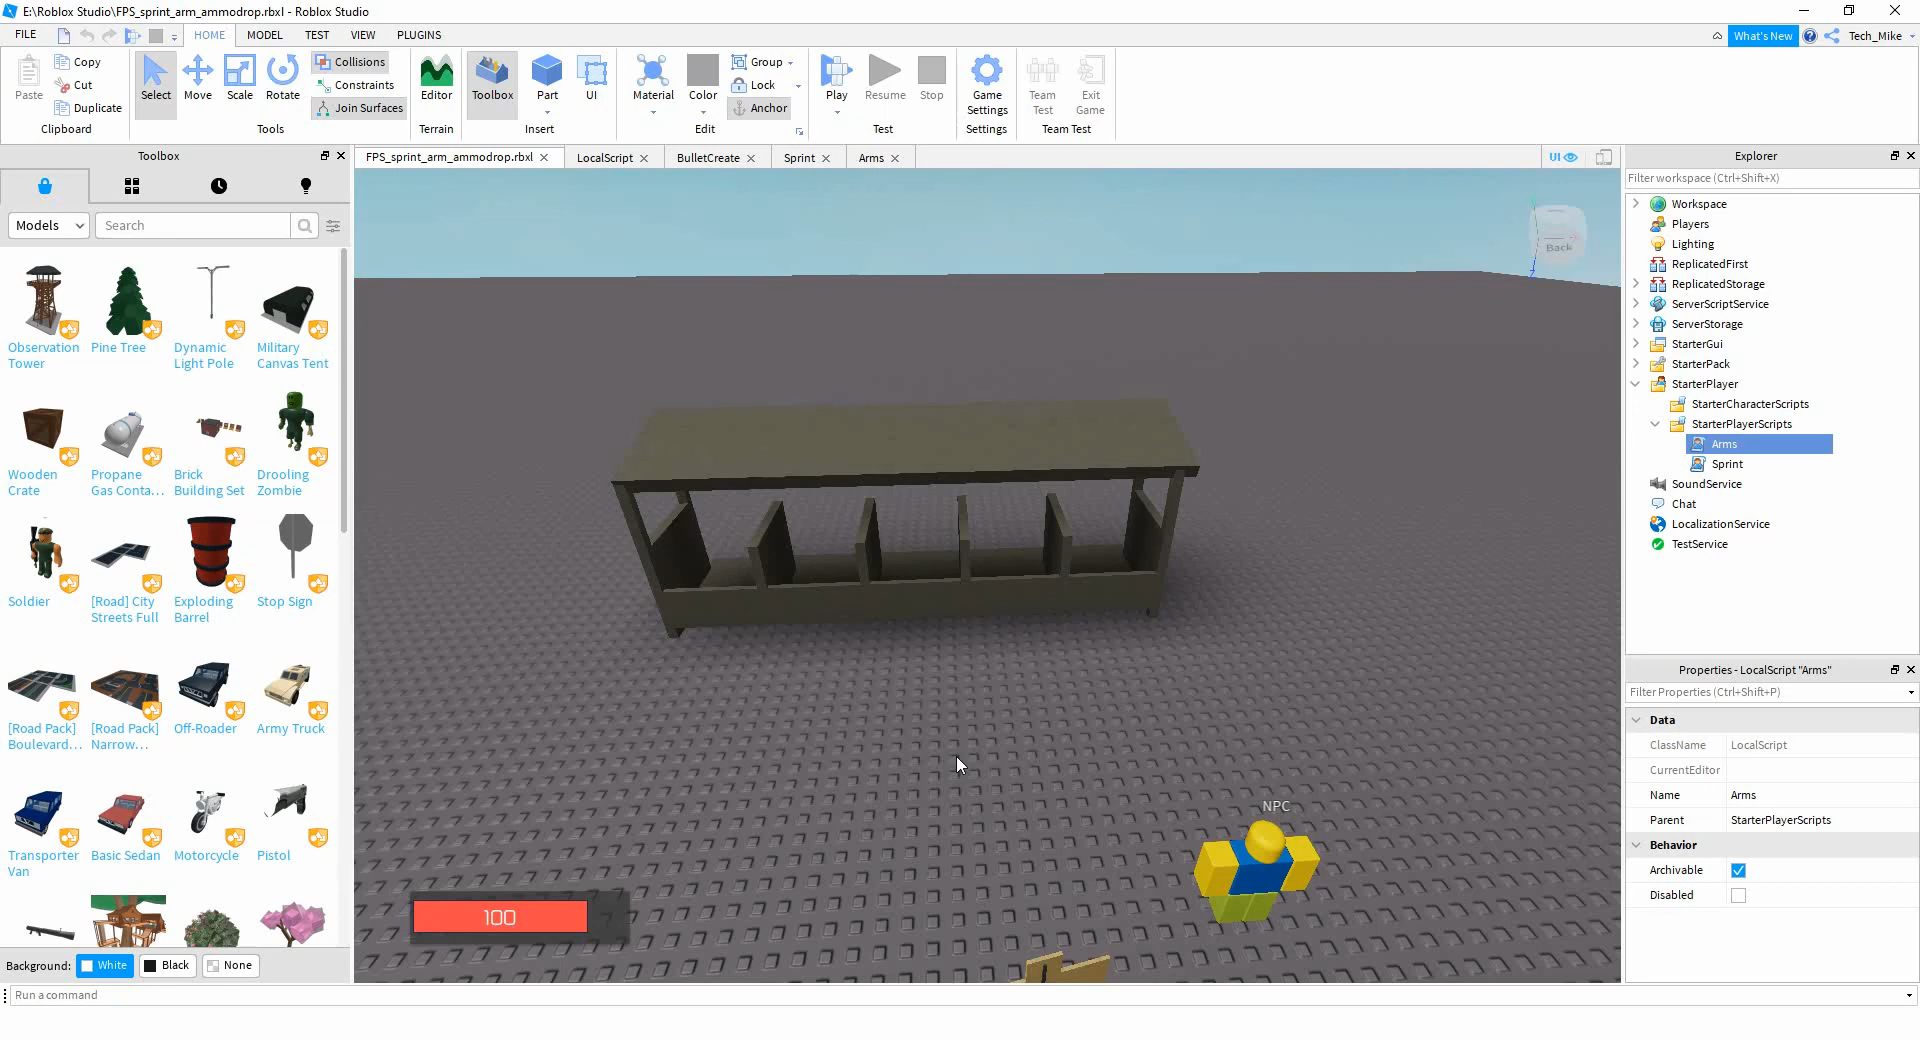 E:\Roblox Studio\FPS_sprint_arm_ammodrop.rbxl - Roblox Studio
FILE HOME MODEL TEST VIEW PLUGINS What's New Tech_Mike
Paste Copy Cut Duplicate Clipboard
Select Move Scale Rotate Collisions Constraints Join Surfaces Tools
Editor Terrain
Toolbox Part UI Insert
Material Color Group Lock Anchor Edit
Play Resume Stop Test
Game Settings Settings
Team Test Exit Game Team Test
Toolbox
Models Search
Observation Tower
Pine Tree
Dynamic Light Pole
Military Canvas Tent
Wooden Crate
Propane Gas Conta...
Brick Building Set
Drooling Zombie
Soldier
[Road] City Streets Full
Exploding Barrel
Stop Sign
[Road Pack] Boulevard...
[Road Pack] Narrow...
Off-Roader
Army Truck
Transporter Van
Basic Sedan
Motorcycle
Pistol
Background: White Black None
FPS_sprint_arm_ammodrop.rbxl LocalScript BulletCreate Sprint Arms UI
Back
NPC
100
Explorer
Filter workspace (Ctrl+Shift+X)
Workspace
Players
Lighting
ReplicatedFirst
ReplicatedStorage
ServerScriptService
ServerStorage
StarterGui
StarterPack
StarterPlayer
StarterCharacterScripts
StarterPlayerScripts
Arms
Sprint
SoundService
Chat
LocalizationService
TestService
Properties - LocalScript "Arms"
Filter Properties (Ctrl+Shift+P)
Data
ClassName LocalScript
CurrentEditor
Name Arms
Parent StarterPlayerScripts
Behavior
Archivable
Disabled
Run a command